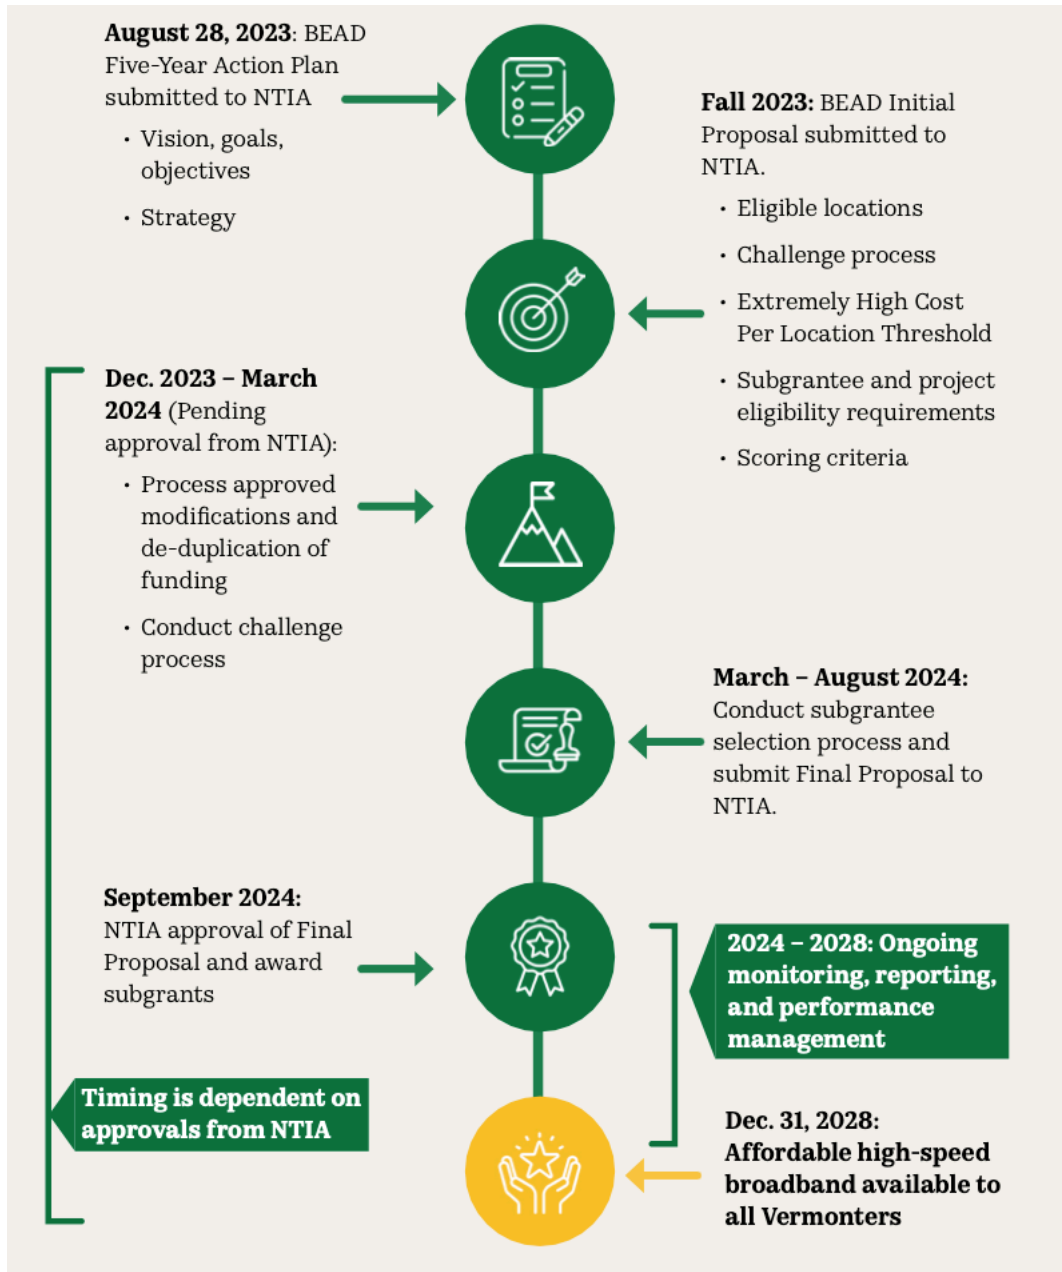 August 28, 2023: BEAD
Five-Year Action Plan
submitted to NTIA
• Vision, goals,
objectives
• Strategy
Fall 2023: BEAD Initial
Proposal submitted to
NTIA.
• Eligible locations
• Challenge process
• Extremely High Cost
Per Location Threshold
• Subgrantee and project
eligibility requirements
• Scoring criteria
Dec. 2023 – March
2024 (Pending
approval from NTIA):
• Process approved
modifications and
de-duplication of
funding
• Conduct challenge
process
March – August 2024:
Conduct subgrantee
selection process and
submit Final Proposal to
NTIA.
September 2024:
NTIA approval of Final
Proposal and award
subgrants
2024 – 2028: Ongoing
monitoring, reporting,
and performance
management
Timing is dependent on
approvals from NTIA
Dec. 31, 2028:
Affordable high-speed
broadband available to
all Vermonters